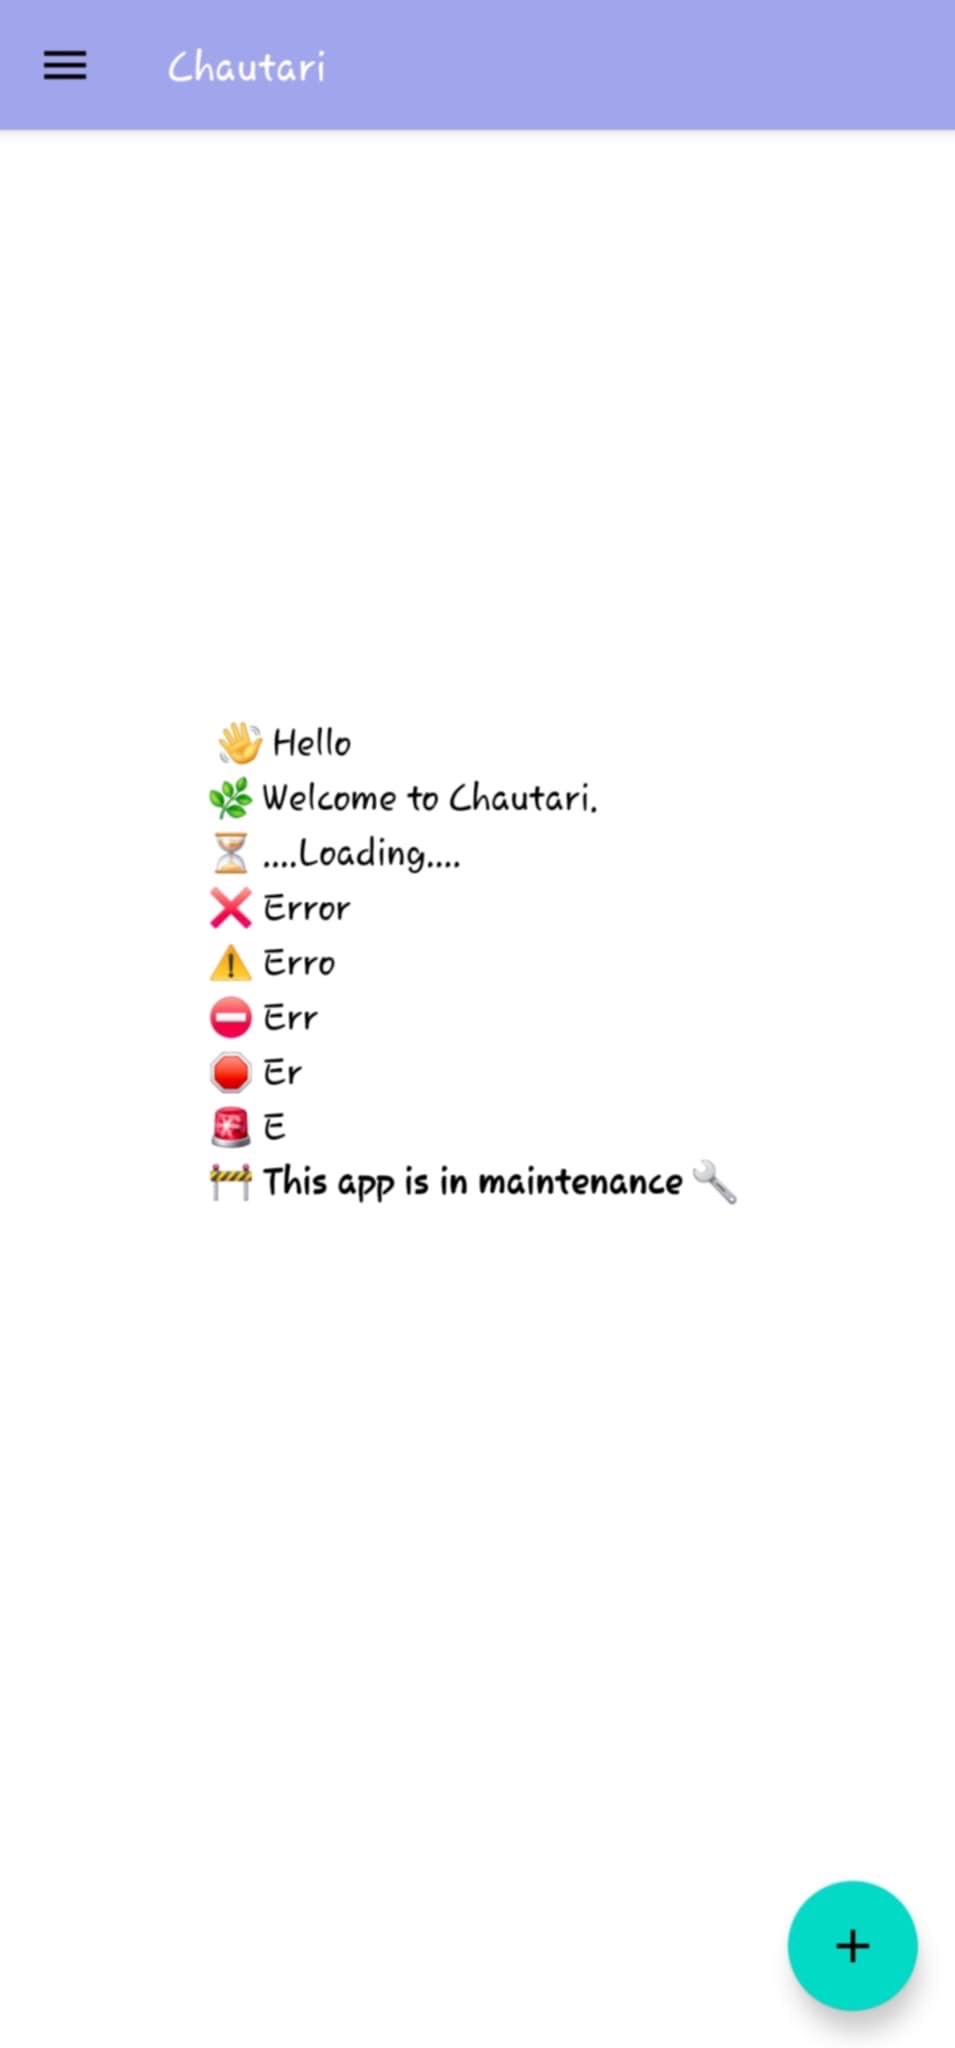 Chautari
👋 Hello
🌿 Welcome to Chautari.
⏳ ....Loading....
❌ Error
⚠️ Erro
⛔ Err
🛑 Er
🚨 E
🚧 This app is in maintenance 🔧
+